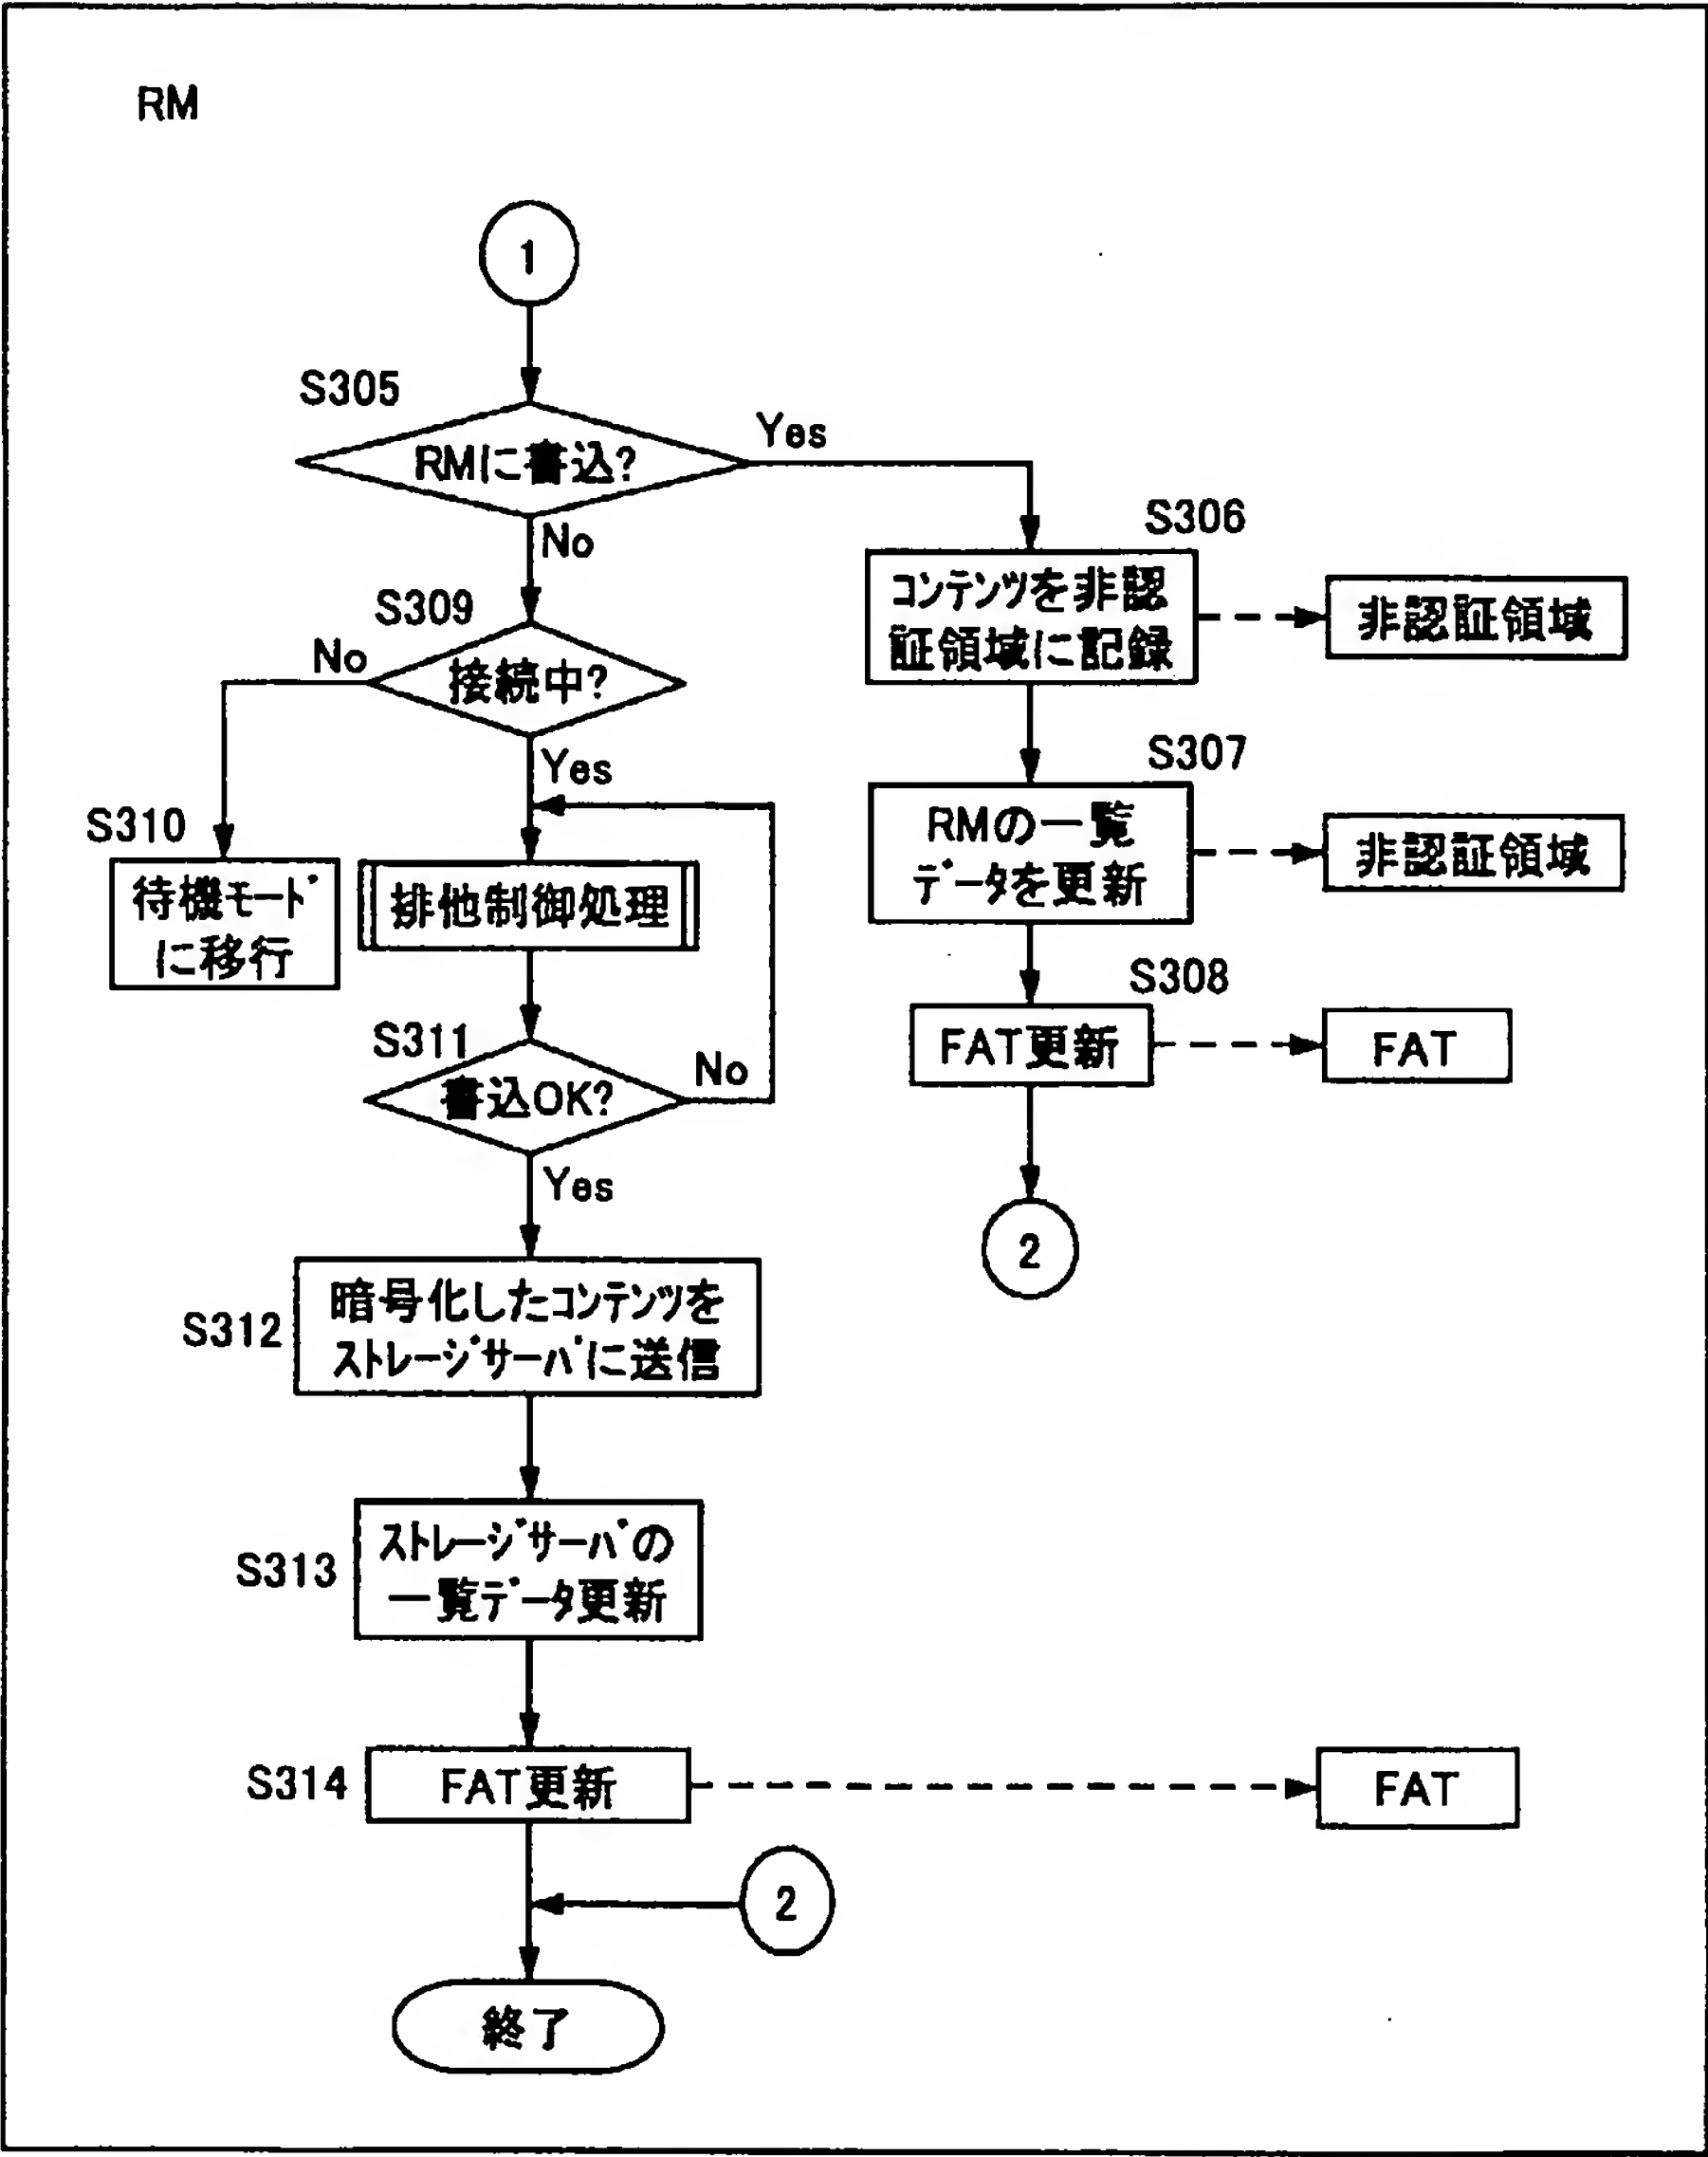 RM
1
S305
RMに書込?
Yes
No
S306
コンテンツを非認
証領域に記録
非認証領域
S309
接続中?
No
Yes
S307
RMの一覧
データを更新
非認証領域
S310
待機モード
に移行
排他制御処理
S308
FAT更新
FAT
S311
書込OK?
No
Yes
2
S312
暗号化したコンテンツを
ストレージサーバに送信
S313
ストレージサーバの
一覧データ更新
S314
FAT更新
FAT
2
終了